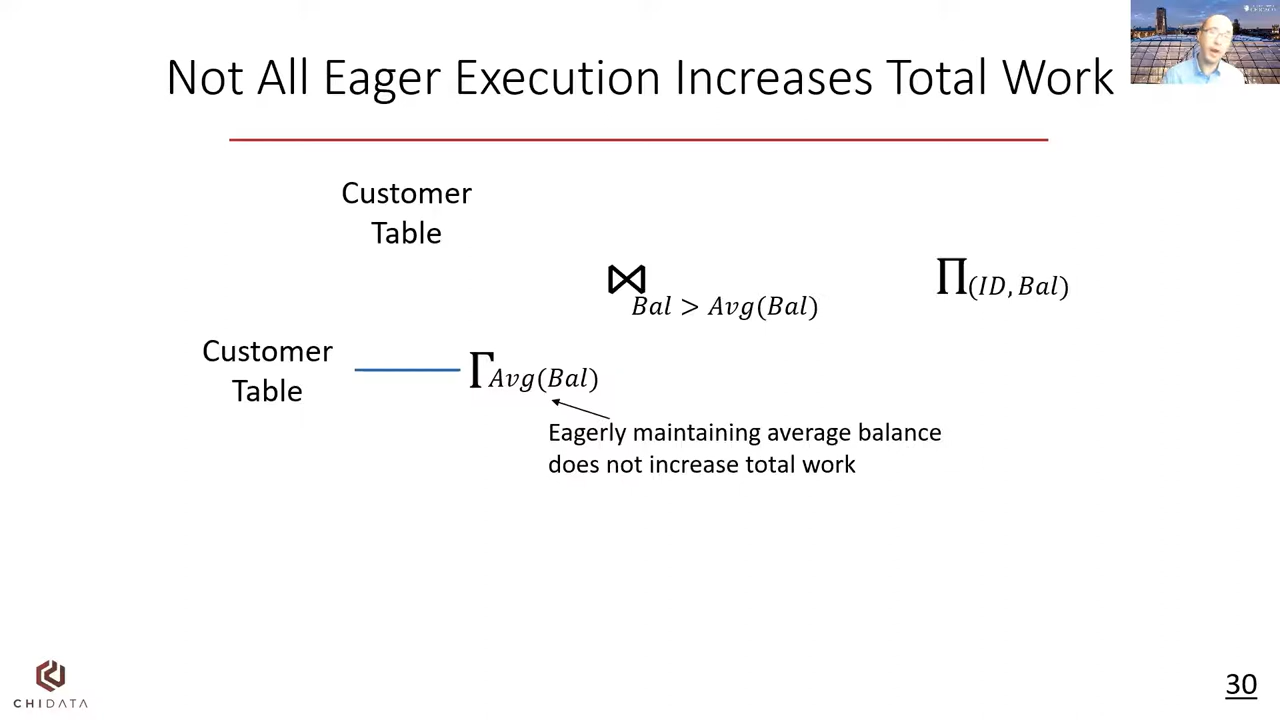 Not All Eager Execution Increases Total Work
Customer
Table
⋈ Bal > Avg(Bal)
Π(ID, Bal)
Customer
Table
ΓAvg(Bal)
Eagerly maintaining average balance
does not increase total work
CHIDATA
30